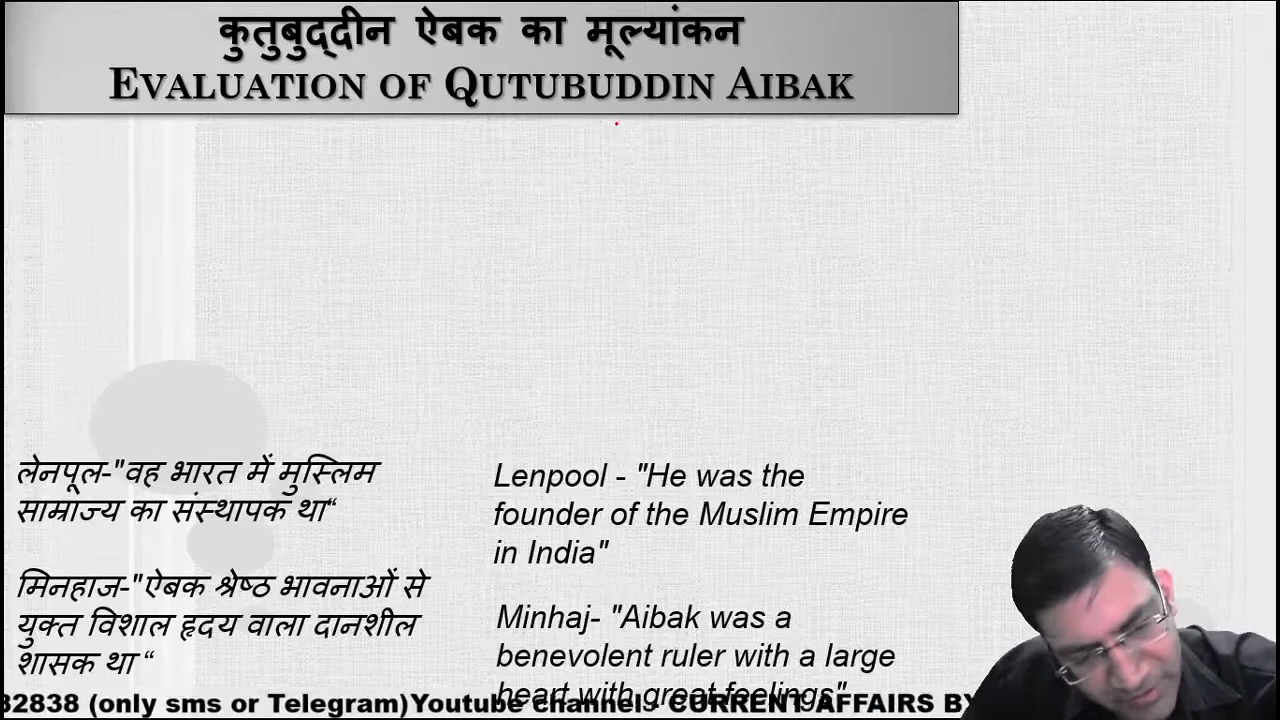 कुतुबुद्दीन ऐबक का मूल्यांकन
EVALUATION OF QUTUBUDDIN AIBAK
लेनपूल-"वह भारत में मुस्लिम
साम्राज्य का संस्थापक था“
मिनहाज-"ऐबक श्रेष्ठ भावनाओं से
युक्त विशाल हृदय वाला दानशील
शासक था “
Lenpool - "He was the
founder of the Muslim Empire
in India"
Minhaj- "Aibak was a
benevolent ruler with a large
heart with great feelings"
32838 (only sms or Telegram)Youtube channel - CURRENT AFFAIRS BY